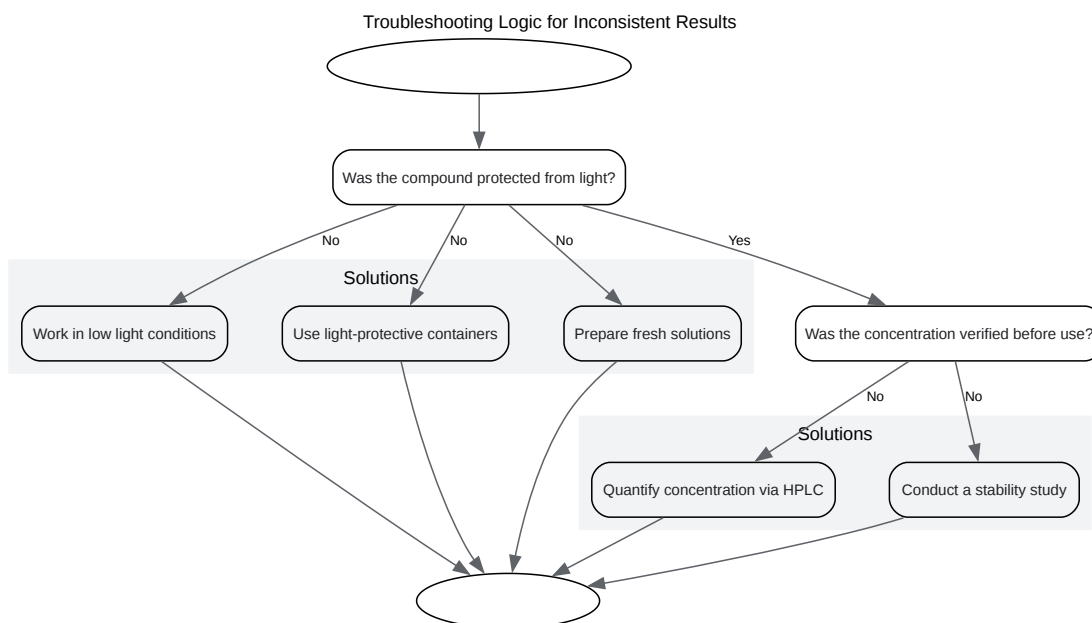 Troubleshooting Logic for Inconsistent Results
Was the compound protected from light?
No
No
No
Yes
Solutions
Work in low light conditions
Use light-protective containers
Prepare fresh solutions
Was the concentration verified before use?
No
No
Solutions
Quantify concentration via HPLC
Conduct a stability study